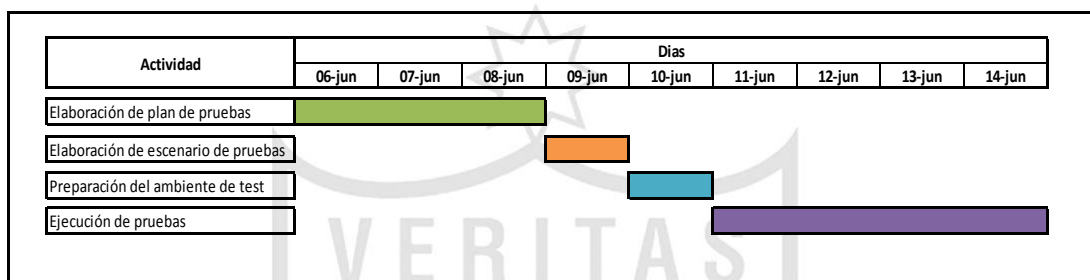 Actividad
Dias
06-jun 07-jun 08-jun 09-jun 10-jun 11-jun 12-jun 13-jun 14-jun
Elaboración de plan de pruebas
Elaboración de escenario de pruebas
Preparación del ambiente de test
Ejecución de pruebas
VERITAS